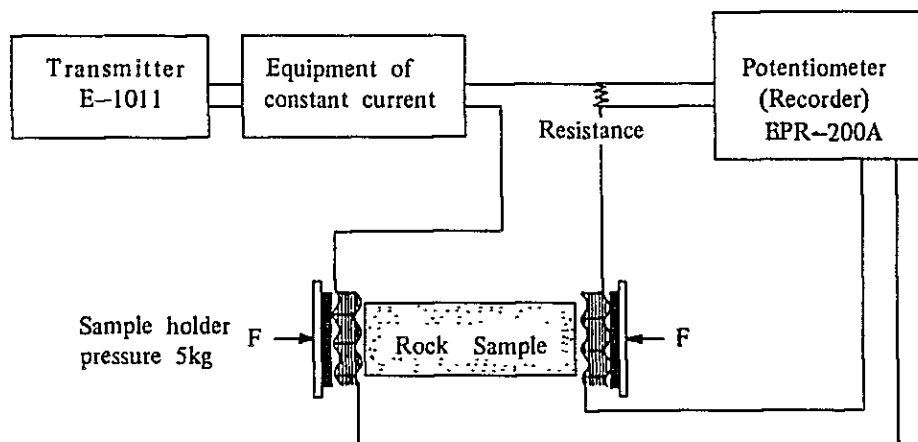 Transmitter
E-1011
Equipment of
constant current
Potentiometer
(Recorder)
EPR-200A
Resistance
Sample holder
pressure 5kg
F
Rock Sample
F